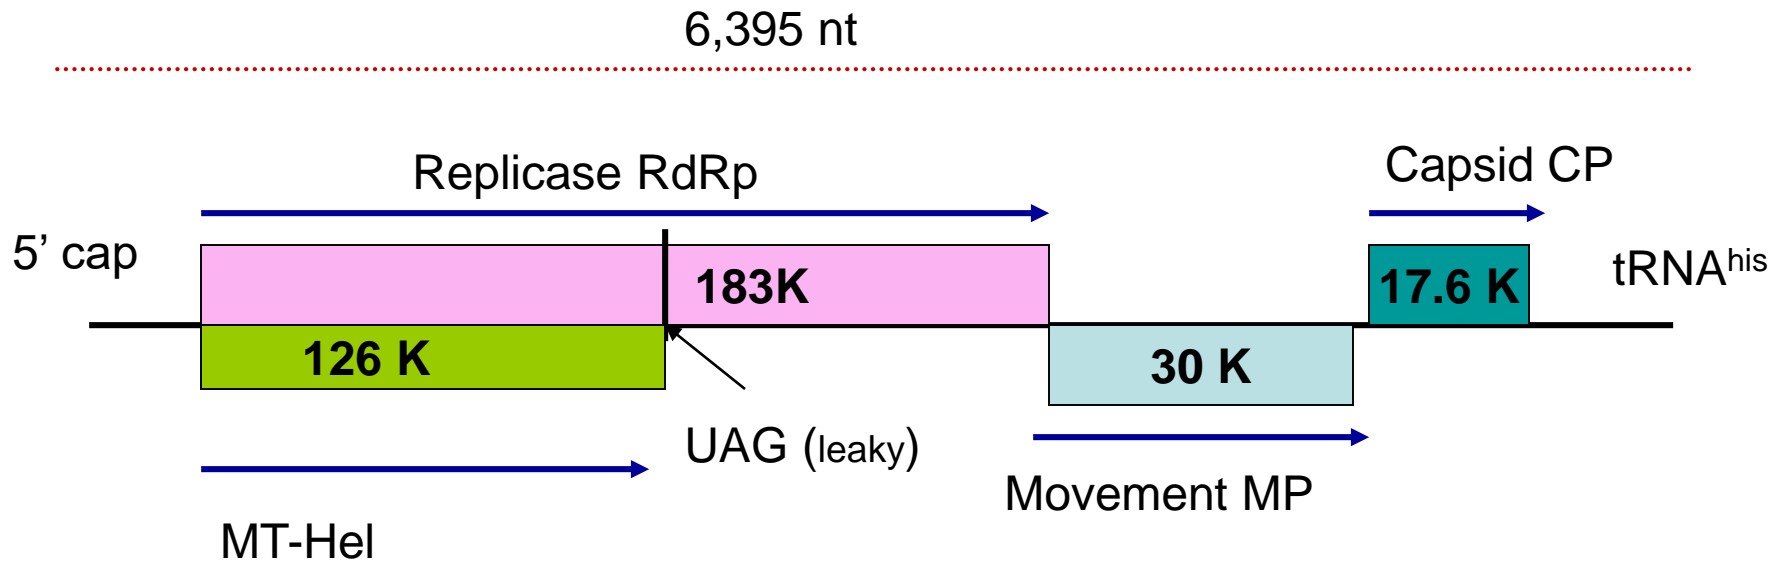 6,395 nt
Replicase RdRp
Capsid CP
5’ cap
183K
17.6 K
tRNAhis
126 K
30 K
UAG (leaky)
Movement MP
MT-Hel